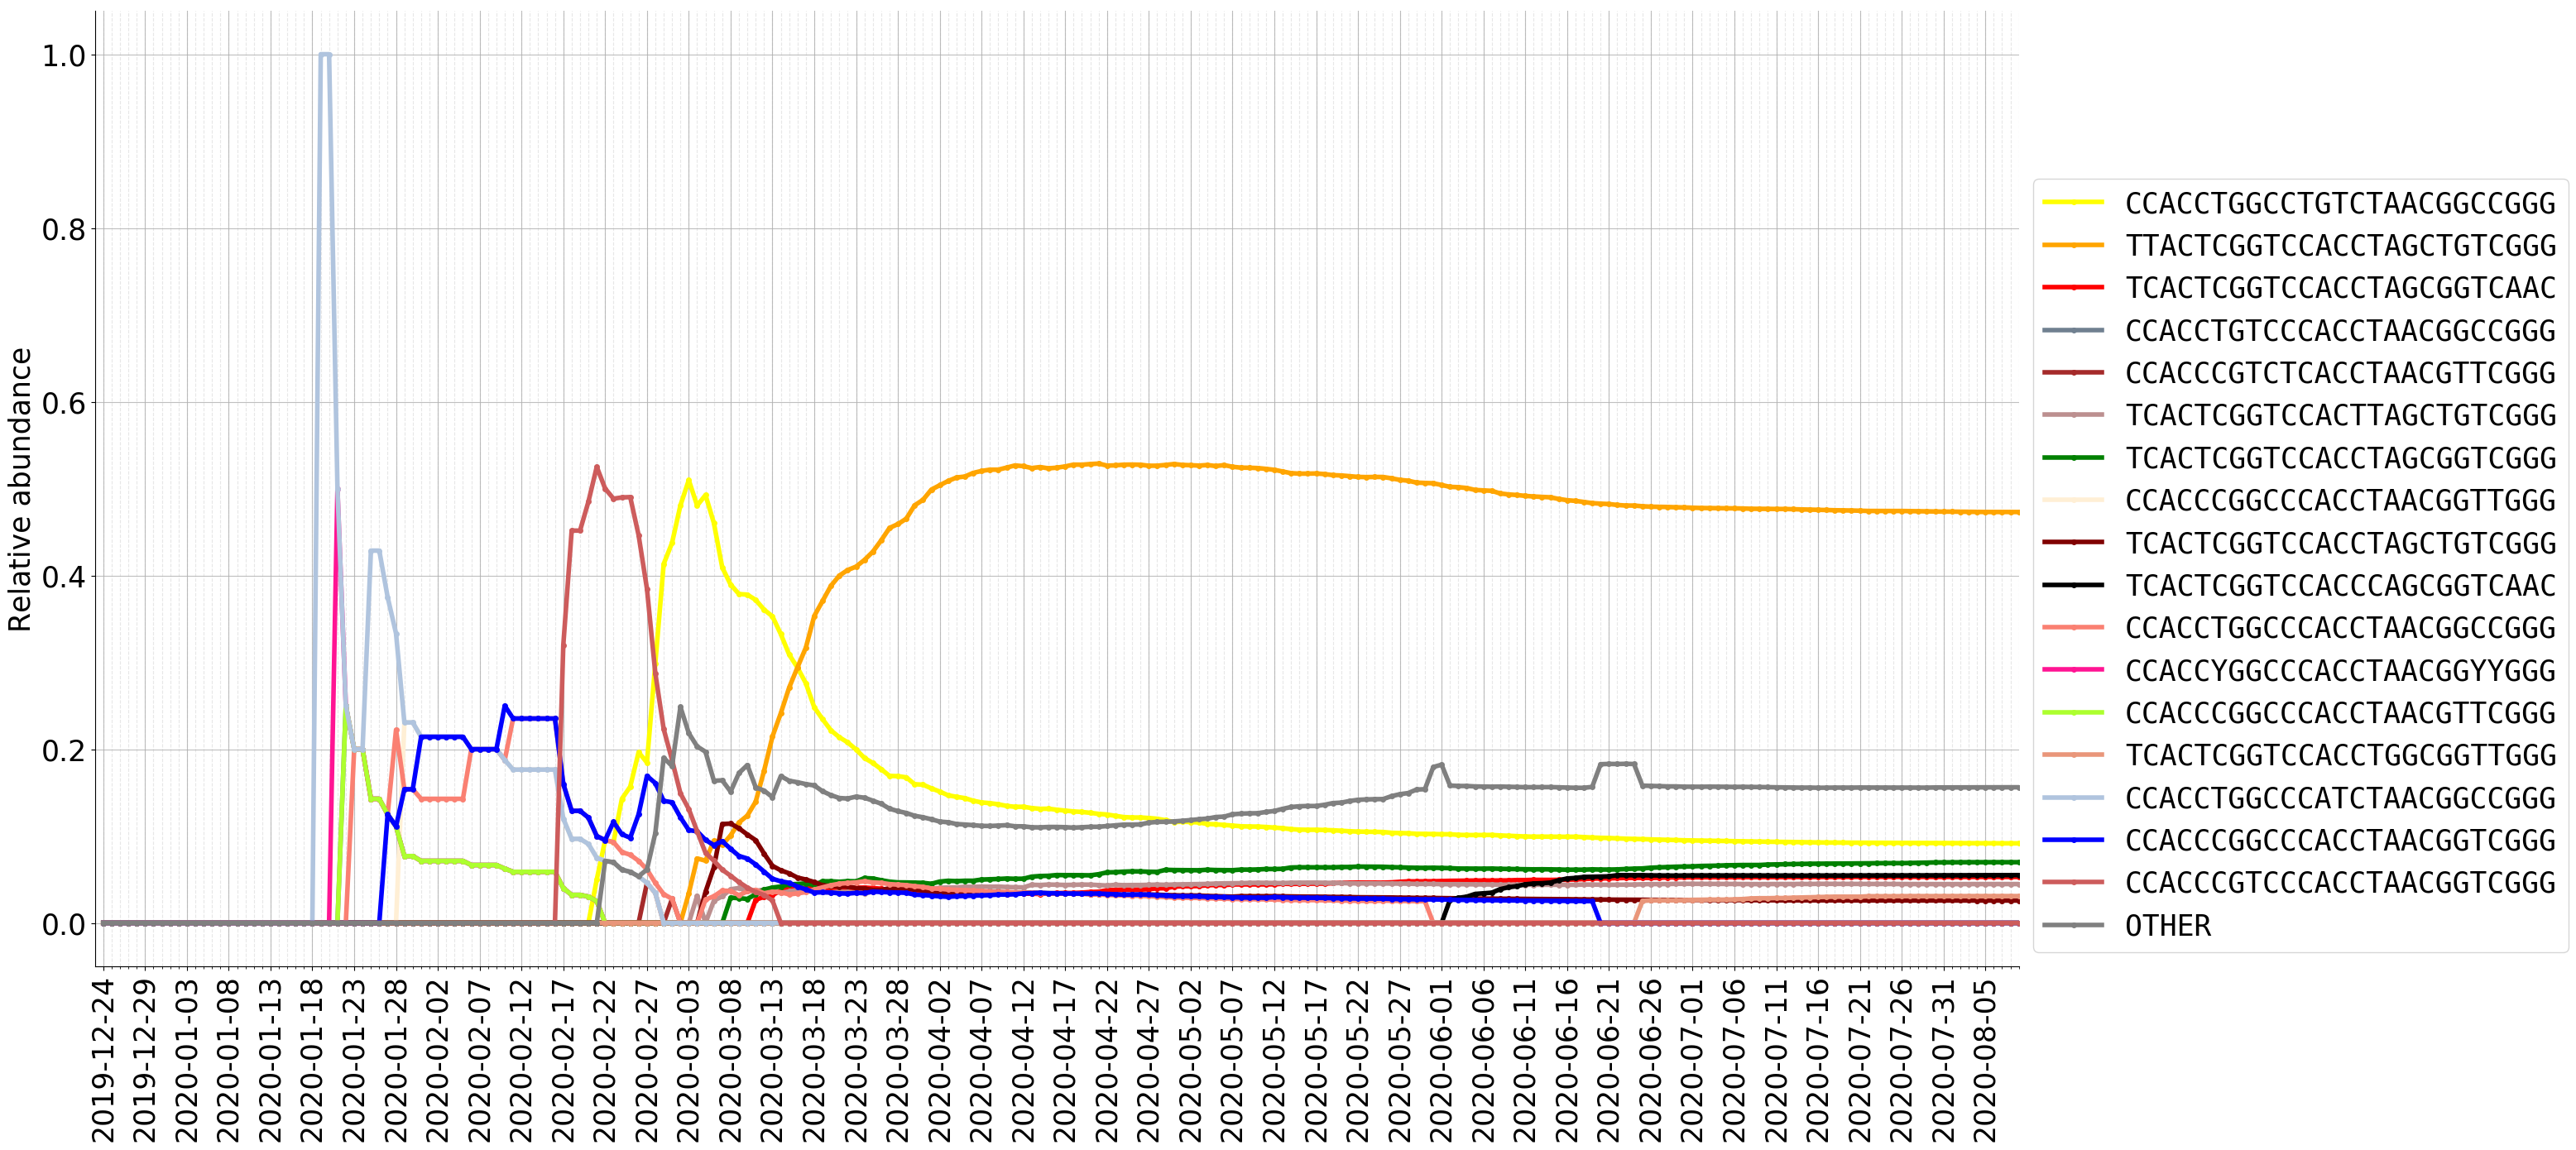 Relative abundance
1.0
0.8
0.6
0.4
0.2
0.0
2019-12-24
2019-12-29
2020-01-03
2020-01-08
2020-01-13
2020-01-18
2020-01-23
2020-01-28
2020-02-02
2020-02-07
2020-02-12
2020-02-17
2020-02-22
2020-02-27
2020-03-03
2020-03-08
2020-03-13
2020-03-18
2020-03-23
2020-03-28
2020-04-02
2020-04-07
2020-04-12
2020-04-17
2020-04-22
2020-04-27
2020-05-02
2020-05-07
2020-05-12
2020-05-17
2020-05-22
2020-05-27
2020-06-01
2020-06-06
2020-06-11
2020-06-16
2020-06-21
2020-06-26
2020-07-01
2020-07-06
2020-07-11
2020-07-16
2020-07-21
2020-07-26
2020-07-31
2020-08-05
CCACCTGGCCTGTCTAACGGCCGGG
TTACTCGGTCCACCTAGCTGTCGGG
TCACTCGGTCCACCTAGCGGTCAAC
CCACCTGTCCCACCTAACGGCCGGG
CCACCCGTCTCACCTAACGTTCGGG
TCACTCGGTCCACTTAGCTGTCGGG
TCACTCGGTCCACCTAGCGGTCGGG
CCACCCGGCCCACCTAACGGTTGGG
TCACTCGGTCCACCTAGCTGTCGGG
TCACTCGGTCCACCCAGCGGTCAAC
CCACCTGGCCCACCTAACGGCCGGG
CCACCYGGCCCACCTAACGGYYGGG
CCACCCGGCCCACCTAACGTTCGGG
TCACTCGGTCCACCTGGCGGTTGGG
CCACCTGGCCCATCTAACGGCCGGG
CCACCCGGCCCACCTAACGGTCGGG
CCACCCGTCCCACCTAACGGTCGGG
OTHER